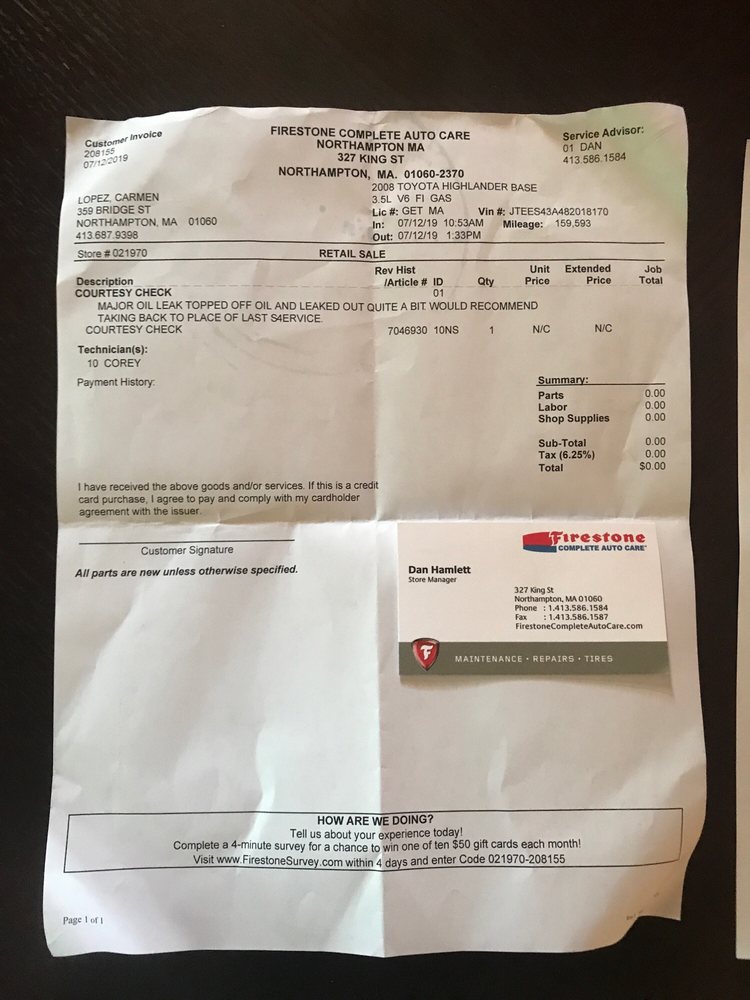 Customer Invoice
208155
07/12/2019
FIRESTONE COMPLETE AUTO CARE
NORTHAMPTON MA
327 KING ST
NORTHAMPTON, MA. 01060-2370
Service Advisor:
01 DAN
413.586.1584
LOPEZ, CARMEN
359 BRIDGE ST
NORTHAMPTON, MA 01060
413.687.9398
2008 TOYOTA HIGHLANDER BASE
3.5L V6 FI GAS
Lic #: GET MA Vin #: JTEES43A482018170
In: 07/12/19 10:53AM Mileage: 159,593
Out: 07/12/19 1:33PM
Store # 021970 RETAIL SALE
Description Rev Hist /Article # ID Qty Unit Price Extended Price Job Total
COURTESY CHECK 01
MAJOR OIL LEAK TOPPED OFF OIL AND LEAKED OUT QUITE A BIT WOULD RECOMMEND
TAKING BACK TO PLACE OF LAST S4ERVICE.
COURTESY CHECK 7046930 10NS 1 N/C N/C
Technician(s):
10 COREY
Payment History:
Summary:
Parts 0.00
Labor 0.00
Shop Supplies 0.00
Sub-Total 0.00
Tax (6.25%) 0.00
Total $0.00
I have received the above goods and/or services. If this is a credit
card purchase, I agree to pay and comply with my cardholder
agreement with the issuer.
Customer Signature
All parts are new unless otherwise specified.
Firestone
COMPLETE AUTO CARE
Dan Hamlett
Store Manager
327 King St
Northampton, MA 01060
Phone : 1.413.586.1584
Fax : 1.413.586.1587
FirestoneCompleteAutoCare.com
F
MAINTENANCE • REPAIRS • TIRES
HOW ARE WE DOING?
Tell us about your experience today!
Complete a 4-minute survey for a chance to win one of ten $50 gift cards each month!
Visit www.FirestoneSurvey.com within 4 days and enter Code 021970-208155
Page 1 of 1